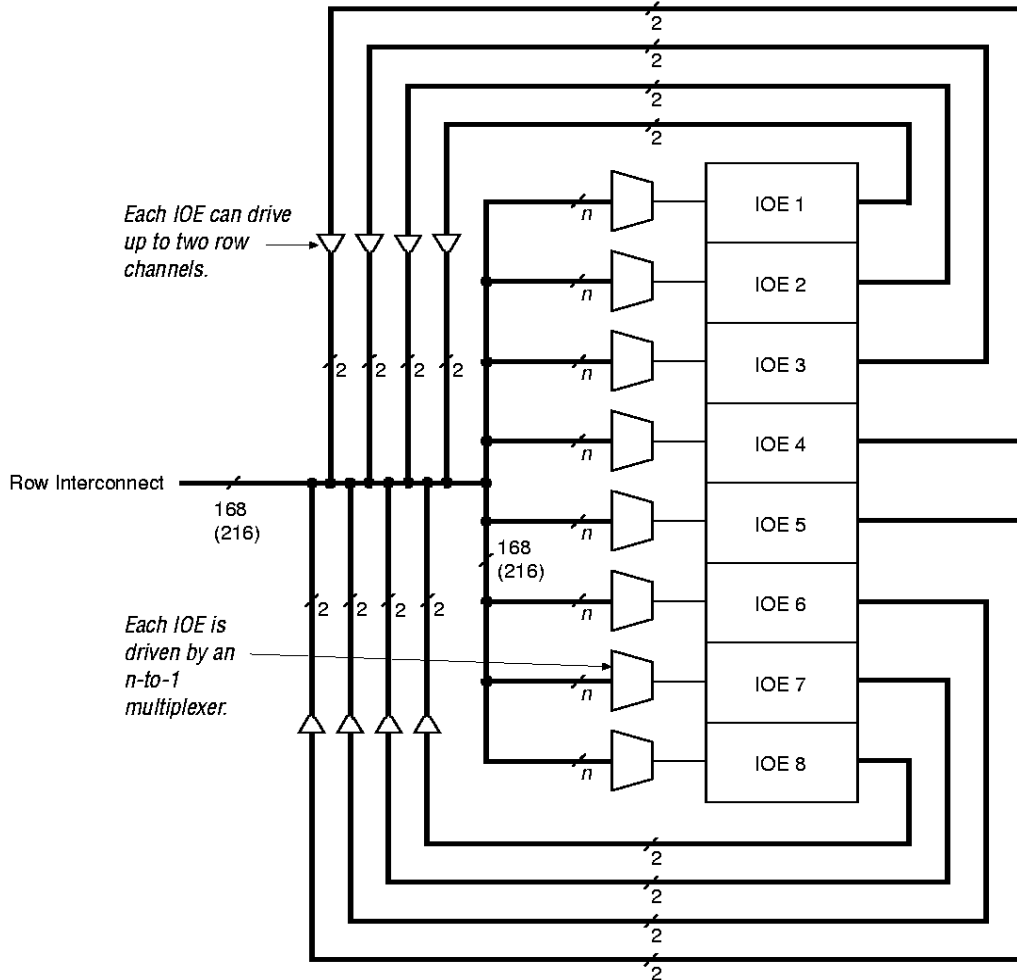 2
2
2
2
Each IOE can drive
up to two row
channels.
n
IOE 1
n
IOE 2
2
2
2
2
n
IOE 3
n
IOE 4
Row Interconnect
168
(216)
n
IOE 5
168
(216)
2
2
2
2
n
IOE 6
Each IOE is
driven by an
n-to-1
multiplexer.
n
IOE 7
n
IOE 8
2
2
2
2